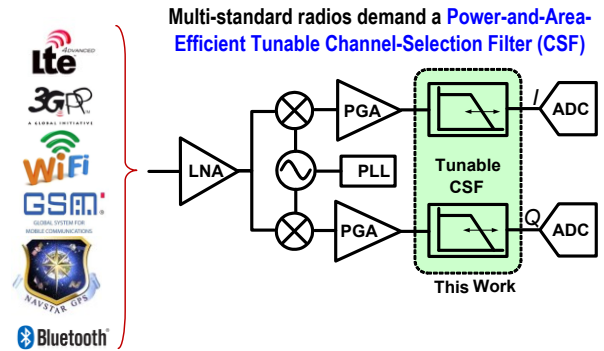 Multi-standard radios demand a Power-and-Area-
Efficient Tunable Channel-Selection Filter (CSF)
4DVANCED
lte
3GPP
A GLOBAL INITIATIVE
WiFi
GSM
GLOBAL SYSTEM FOR
MOBILE COMMUNICATIONS
NAVSTAR GPS
Bluetooth
LNA
PGA
I
ADC
PLL
Tunable
CSF
PGA
Q
ADC
This Work